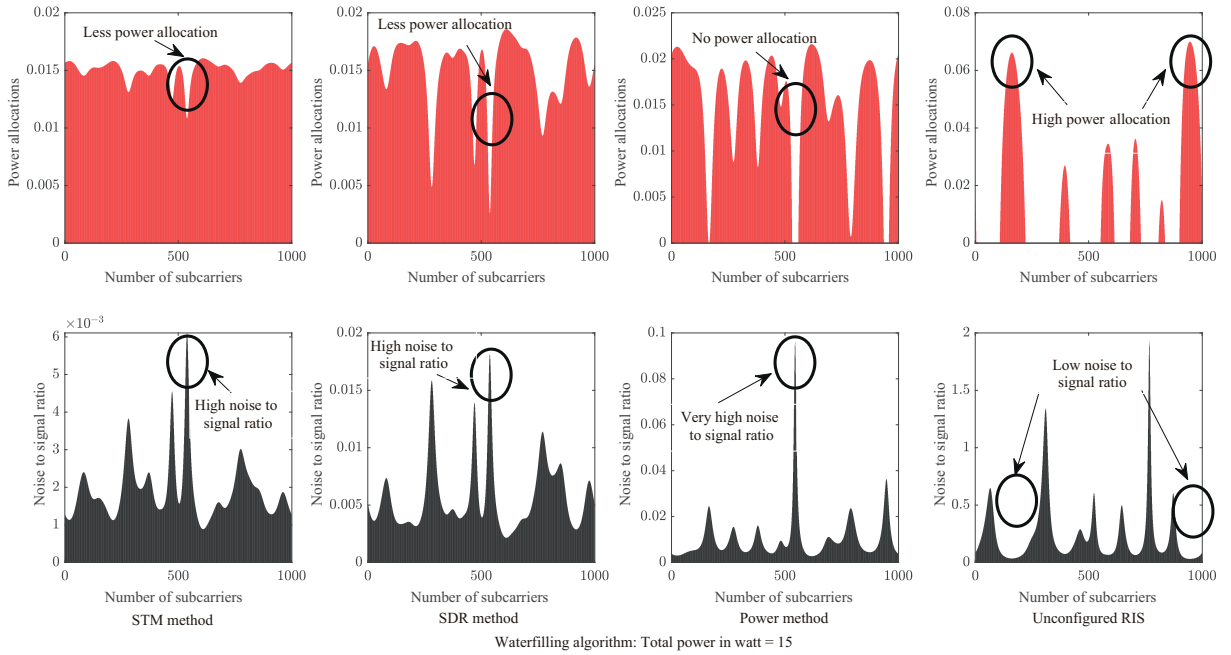 0.02
0.015
0.01
0.005
0
0
500
1000
Power allocations
Number of subcarriers
Less power allocation
0.02
0.015
0.01
0.005
0
0
500
1000
Power allocations
Number of subcarriers
Less power allocation
0.025
0.02
0.015
0.01
0.005
0
0
500
1000
Power allocations
Number of subcarriers
No power allocation
0.08
0.06
0.04
0.02
0
0
500
1000
Power allocations
Number of subcarriers
High power allocation
×10⁻³
6
5
4
3
2
1
0
0
500
1000
Noise to signal ratio
Number of subcarriers
High noise to
signal ratio
STM method
0.02
0.015
0.01
0.005
0
0
500
1000
Noise to signal ratio
Number of subcarriers
High noise to
signal ratio
SDR method
0.1
0.08
0.06
0.04
0.02
0
0
500
1000
Noise to signal ratio
Number of subcarriers
Very high noise
to signal ratio
Power method
2
1.5
1
0.5
0
0
500
1000
Noise to signal ratio
Number of subcarriers
Low noise to
signal ratio
Unconfigured RIS
Waterfilling algorithm: Total power in watt = 15